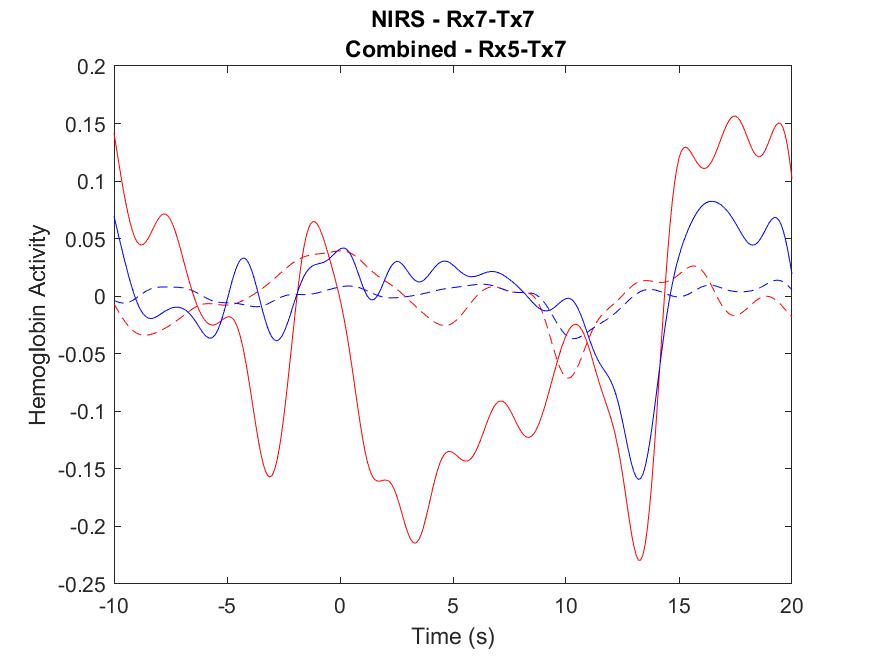 NIRS - Rx7-Tx7
Combined - Rx5-Tx7
0.2
0.15
0.1
0.05
0
-0.05
-0.1
-0.15
-0.2
-0.25
Hemoglobin Activity
-10 -5 0 5 10 15 20
Time (s)